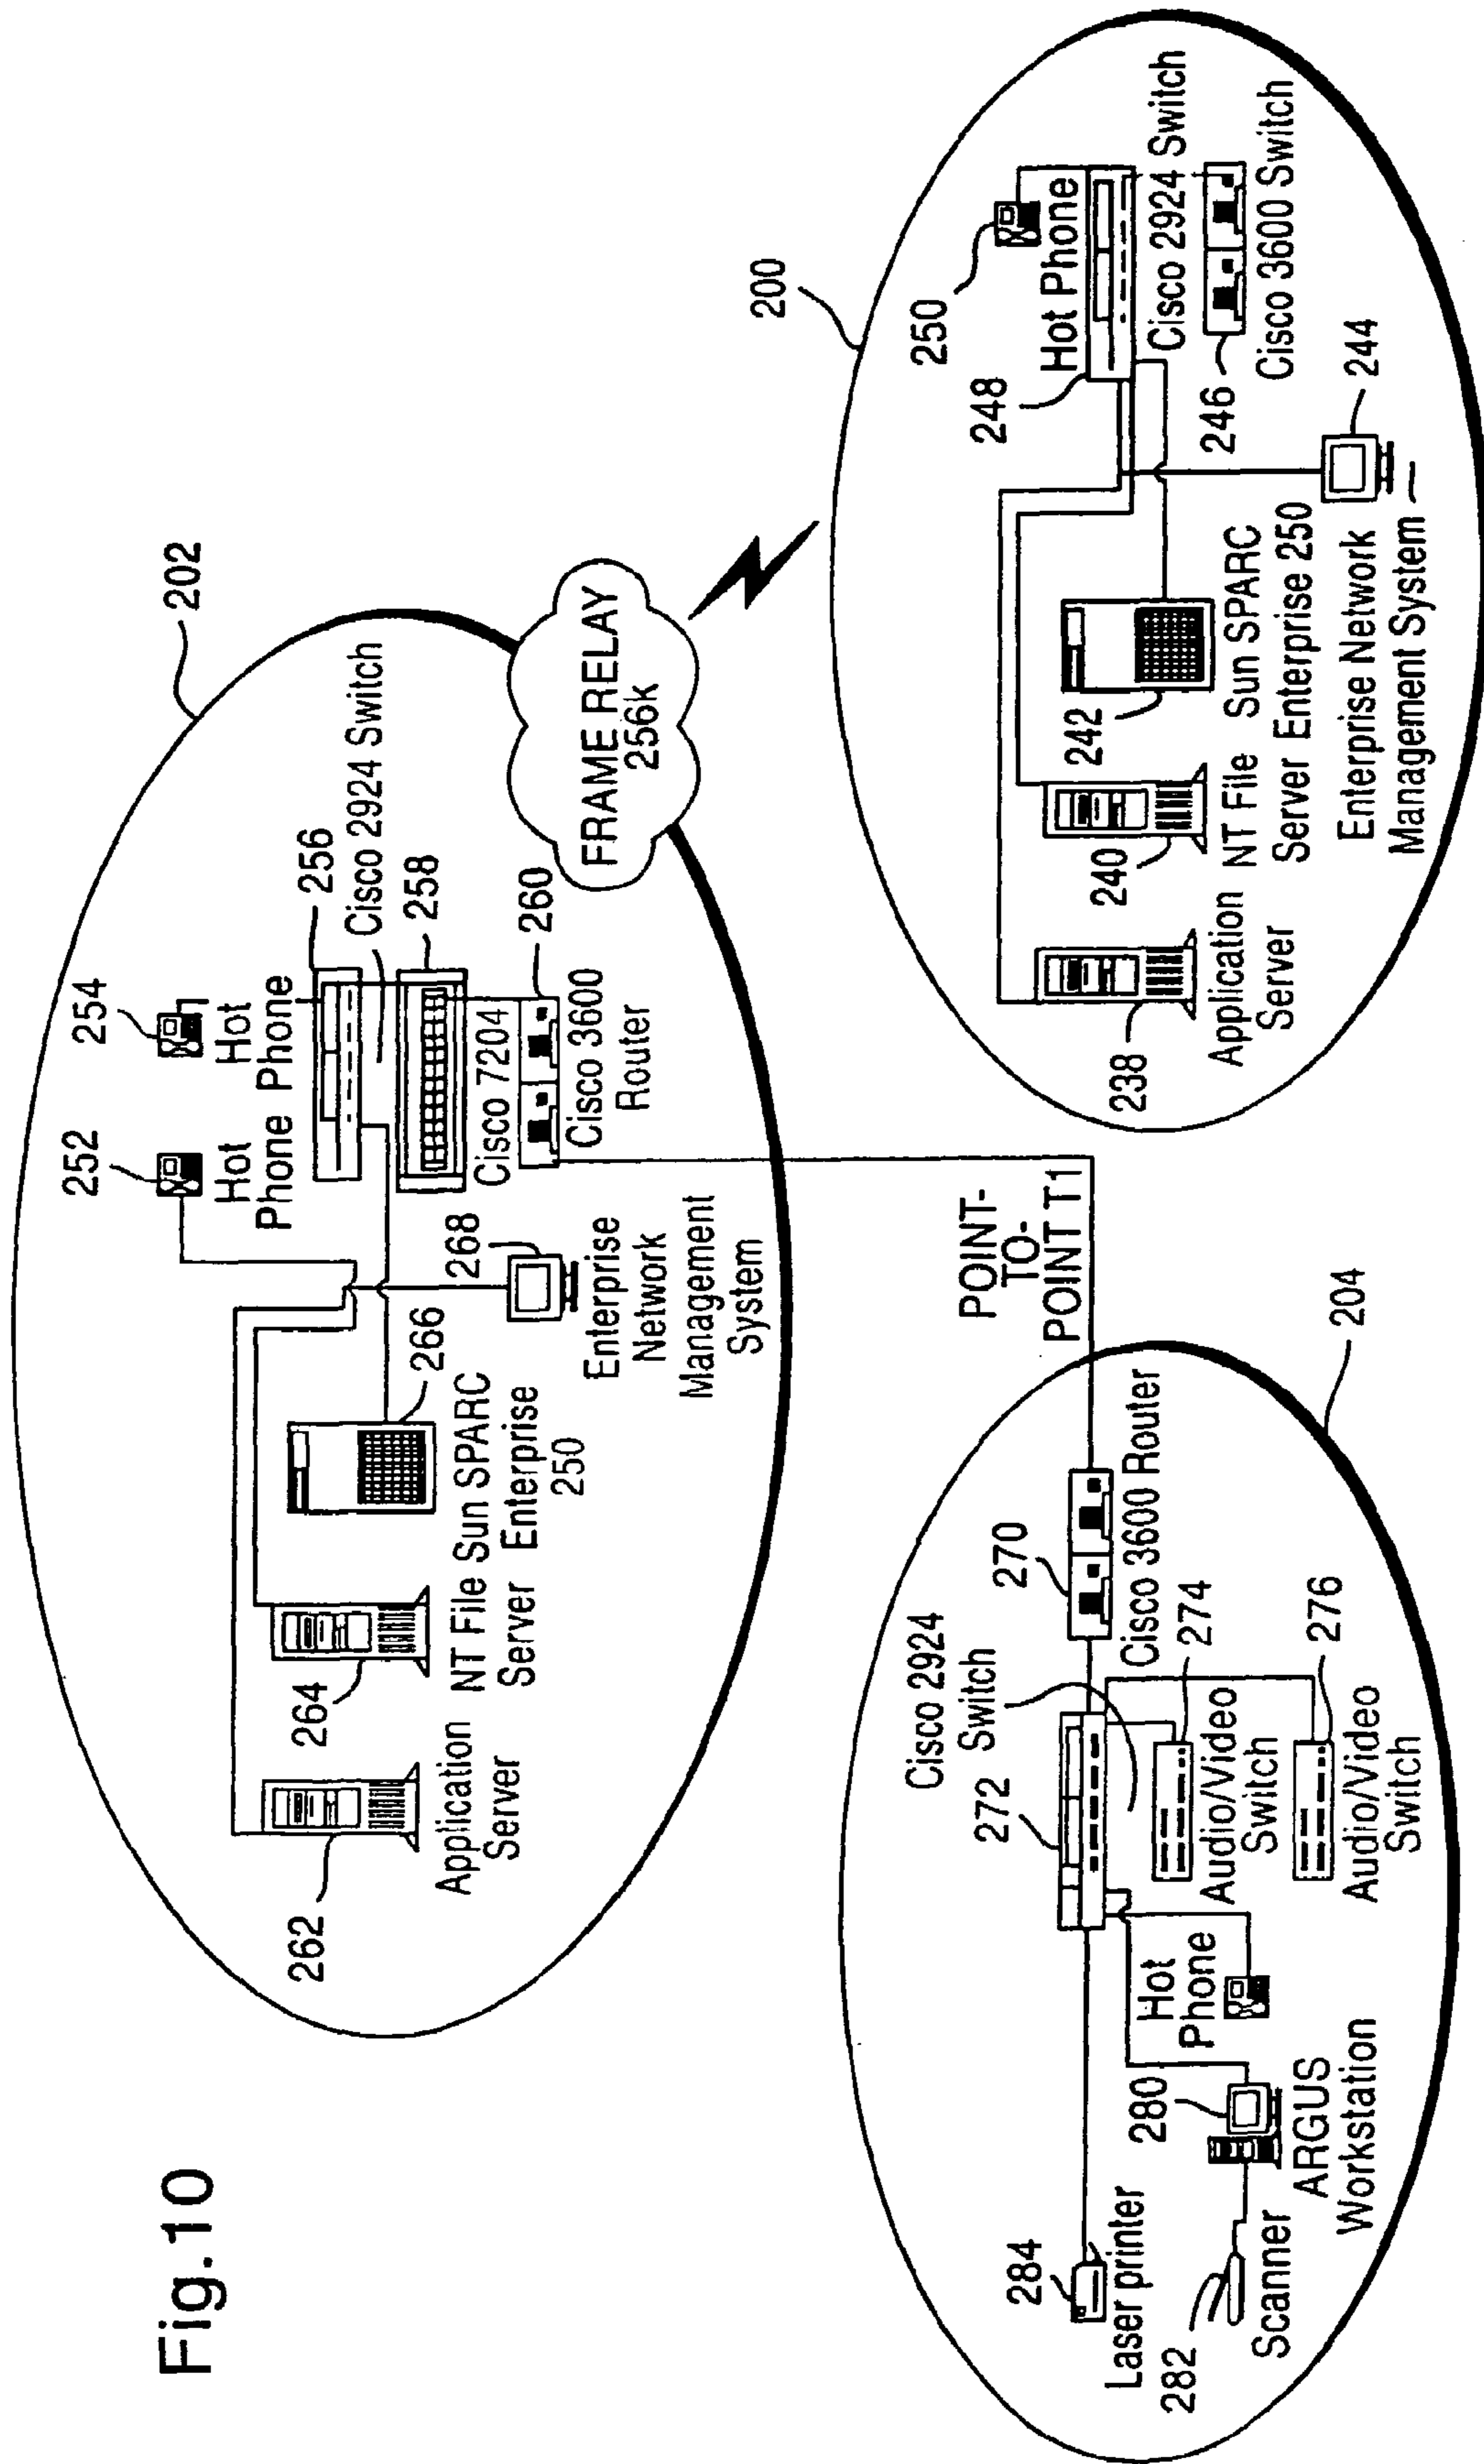 Fig.10
202
252
254
Hot
Phone
Hot
Phone
256
Cisco 2924 Switch
258
Cisco 7204
260
Cisco 3600
Router
262
Application
Server
264
NT File
Server
266
Sun SPARC
Enterprise
250
268
Enterprise
Network
Management
System
FRAME RELAY
256k
POINT-
TO-
POINT T1
200
250
Hot Phone
248
Cisco 2924 Switch
246
Cisco 3600 Switch
244
Enterprise Network
Management System
242
Sun SPARC
Enterprise 250
240
NT File
Server
238
Application
Server
204
270
Cisco 3600 Router
Cisco 2924
Switch
272
274
Audio/Video
Switch
276
Audio/Video
Switch
Hot
Phone
280
ARGUS
Workstation
284
Laser printer
282
Scanner